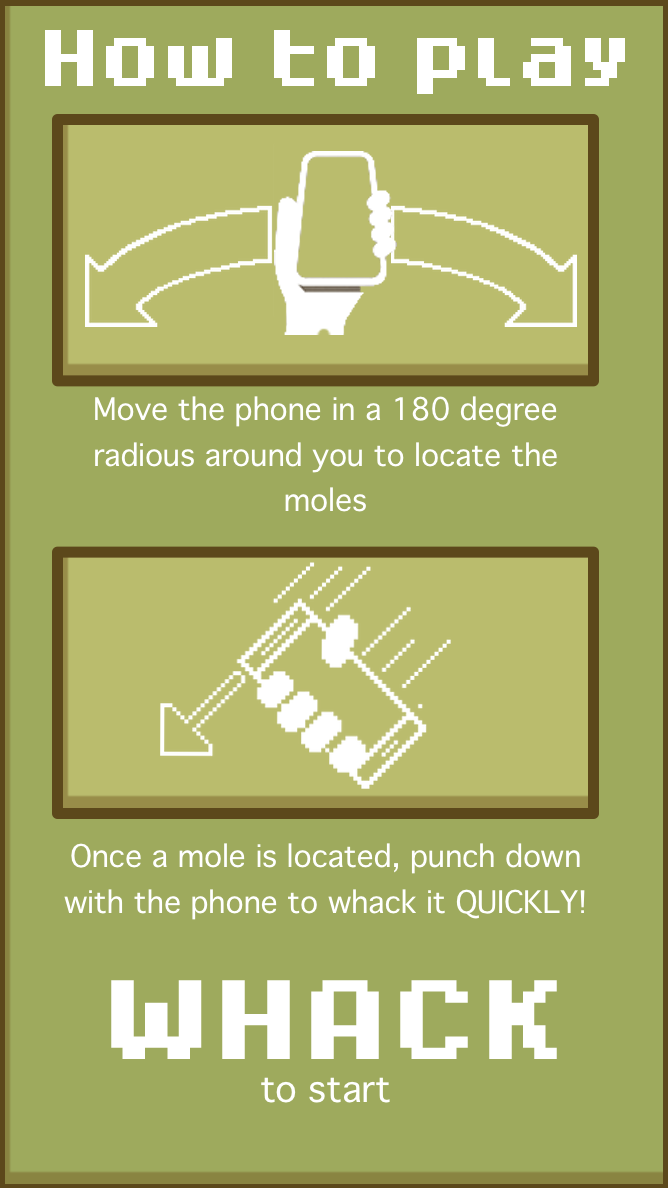 How to play
Move the phone in a 180 degree
radious around you to locate the
moles
Once a mole is located, punch down
with the phone to whack it QUICKLY!
WHACK
to start